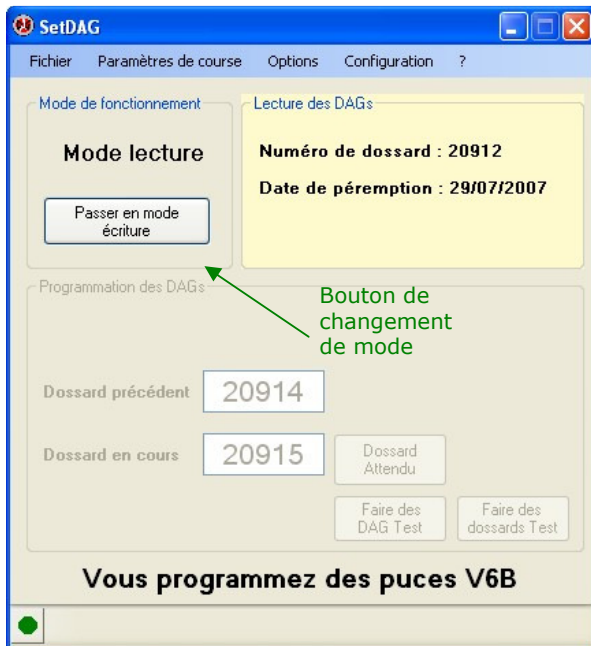 SetDAG
Fichier Paramètres de course Options Configuration ?
Mode de fonctionnement
Mode lecture
Passer en mode
écriture
Lecture des DAGs
Numéro de dossard : 20912
Date de péremption : 29/07/2007
Programmation des DAGs
Bouton de
changement
de mode
Dossard précédent 20914
Dossard en cours 20915
Dossard
Attendu
Faire des
DAG Test
Faire des
dossards Test
Vous programmez des puces V6B